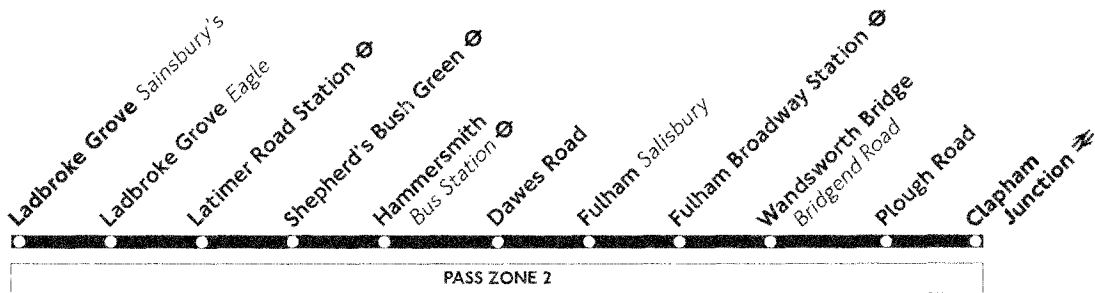 Ladbroke Grove Sainsbury's
Ladbroke Grove Eagle
Latimer Road Station
Shepherd's Bush Green
Hammersmith
Bus Station
Dawes Road
Fulham Salisbury
Fulham Broadway Station
Wandsworth Bridge
Bridgend Road
Plough Road
Clapham
Junction
PASS ZONE 2